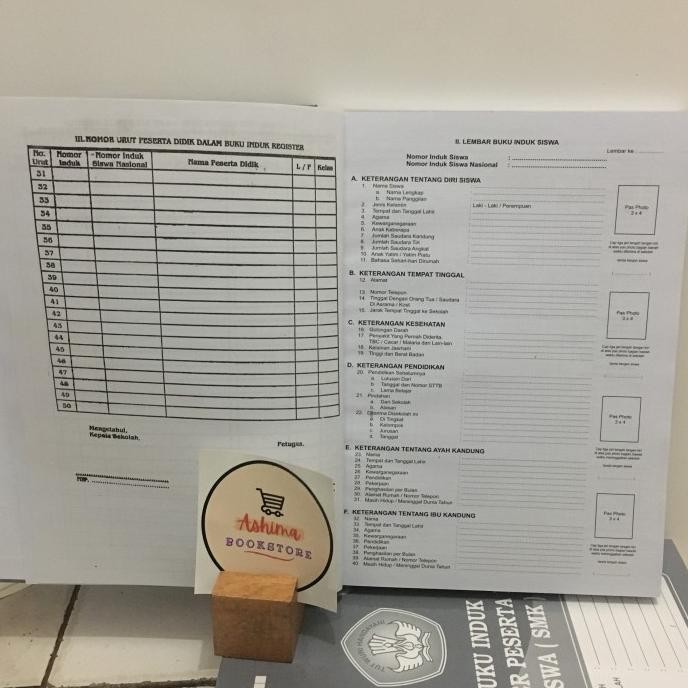 III. NOMOR URUT PESERTA DIDIK DALAM BUKU INDUK REGISTER
No. Urut Nomor Induk Nomor Induk Siswa Nasional Nama Peserta Didik L / P Kelas
31
32
33
34
35
36
37
38
39
40
41
42
43
44
45
46
47
48
49
50
Mengetahui,
Kepala Sekolah,
Petugas,
NIP.
Ashima
BOOKSTORE
II. LEMBAR BUKU INDUK SISWA
Lembar ke :
Nomor Induk Siswa :
Nomor Induk Siswa Nasional :
A. KETERANGAN TENTANG DIRI SISWA
1. Nama Siswa
a. Nama Lengkap
b. Nama Panggilan
2. Jenis Kelamin Laki - Laki / Perempuan
3. Tempat dan Tanggal Lahir
4. Agama
5. Kewarganegaraan
6. Anak Keberapa
7. Jumlah Saudara Kandung
8. Jumlah Saudara Tiri
9. Jumlah Saudara Angkat
10. Anak Yatim / Yatim Piatu
11. Bahasa Sehari-hari Dirumah
B. KETERANGAN TEMPAT TINGGAL
12. Alamat
13. Nomor Telepon
14. Tinggal Dengan Orang Tua / Saudara
Di Asrama / Kost
15. Jarak Tempat Tinggal ke Sekolah
C. KETERANGAN KESEHATAN
16. Golongan Darah
17. Penyakit Yang Pernah Diderita
TBC / Cacar / Malaria dan Lain-lain
18. Kelainan Jasmani
19. Tinggi dan Berat Badan
D. KETERANGAN PENDIDIKAN
20. Pendidikan Sebelumnya
a. Lulusan Dari
b. Tanggal dan Nomor STTB
c. Lama Belajar
21. Pindahan
a. Dari Sekolah
b. Alasan
22. Diterima Disekolah ini
a. Di Tingkat
b. Kelompok
c. Jurusan
d. Tanggal
E. KETERANGAN TENTANG AYAH KANDUNG
23. Nama
24. Tempat dan Tanggal Lahir
25. Agama
26. Kewarganegaraan
27. Pendidikan
28. Pekerjaan
29. Penghasilan per Bulan
30. Alamat Rumah / Nomor Telepon
31. Masih Hidup / Meninggal Dunia Tahun
F. KETERANGAN TENTANG IBU KANDUNG
32. Nama
33. Tempat dan Tanggal Lahir
34. Agama
35. Kewarganegaraan
36. Pendidikan
37. Pekerjaan
38. Penghasilan per Bulan
39. Alamat Rumah / Nomor Telepon
40. Masih Hidup / Meninggal Dunia Tahun
Pas Photo
3 x 4
Pas Photo
3 x 4
Pas Photo
3 x 4
Pas Photo
3 x 4
TUT WURI HANDAYANI
UKU INDUK
ER PESERTA
SWA ( SMK )